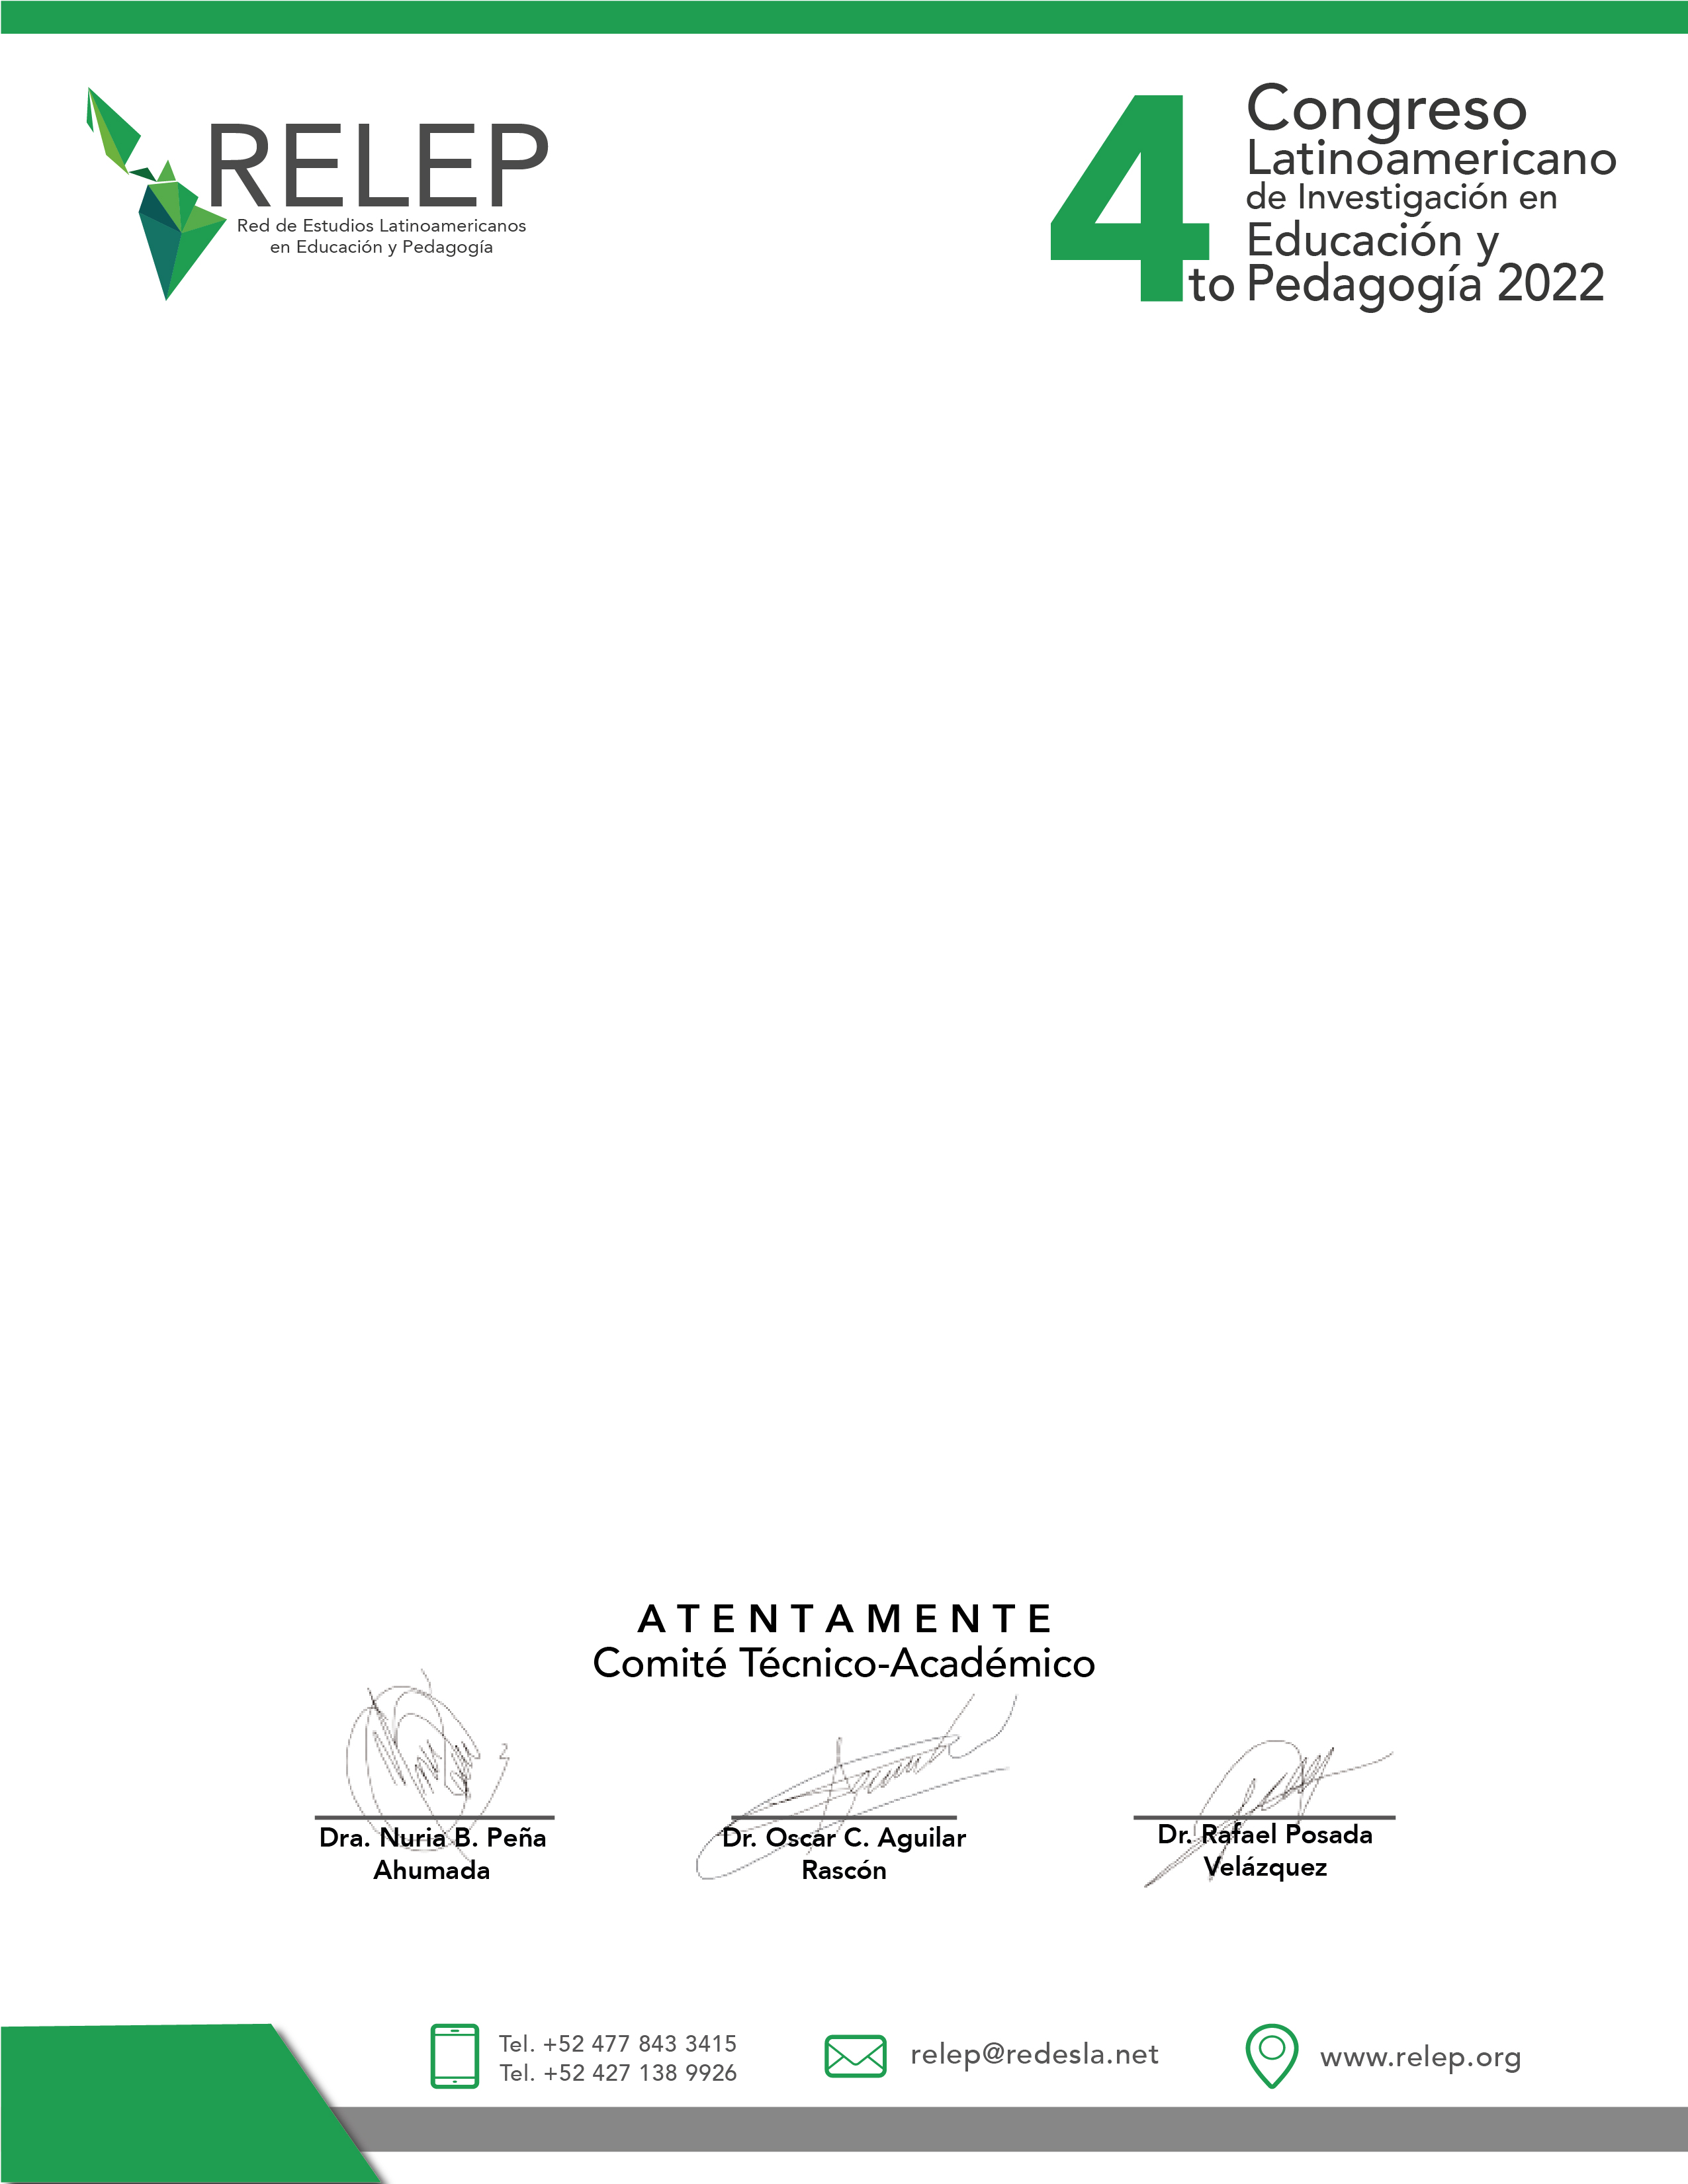 RELEP
Red de Estudios Latinoamericanos
en Educación y Pedagogía
4to
Congreso
Latinoamericano
de Investigación en
Educación y
Pedagogía 2022
ATENTAMENTE
Comité Técnico-Académico
Dra. Nuria B. Peña
Ahumada
Dr. Oscar C. Aguilar
Rascón
Dr. Rafael Posada
Velázquez
Tel. +52 477 843 3415
Tel. +52 427 138 9926
relep@redesla.net
www.relep.org